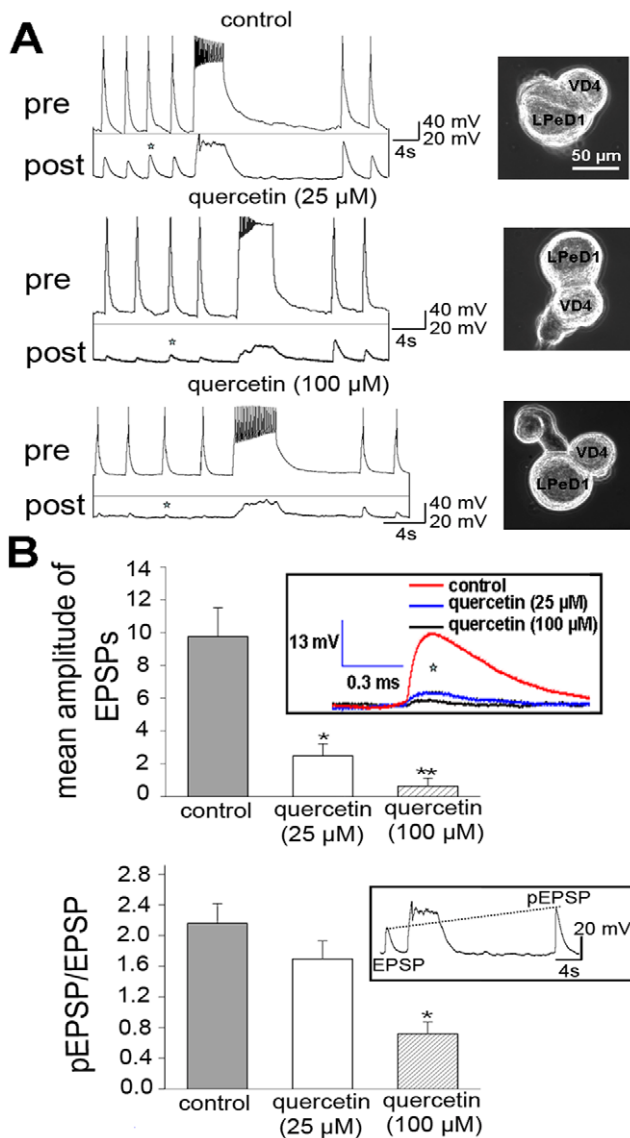 A
control
pre
post
40 mV
20 mV
4s
VD4
LPeD1
50 µm
quercetin (25 µM)
pre
post
40 mV
20 mV
4s
LPeD1
VD4
quercetin (100 µM)
pre
post
40 mV
20 mV
4s
VD4
LPeD1
B
mean amplitude of
EPSPs
14
12
10
8
6
4
2
0
control
quercetin (25 µM)
quercetin (100 µM)
13 mV
0.3 ms
*
**
control
quercetin
(25 µM)
quercetin
(100 µM)
pEPSP/EPSP
2.8
2.4
2.0
1.6
1.2
0.8
0.4
0.0
pEPSP
EPSP
20 mV
4s
*
control
quercetin
(25 µM)
quercetin
(100 µM)